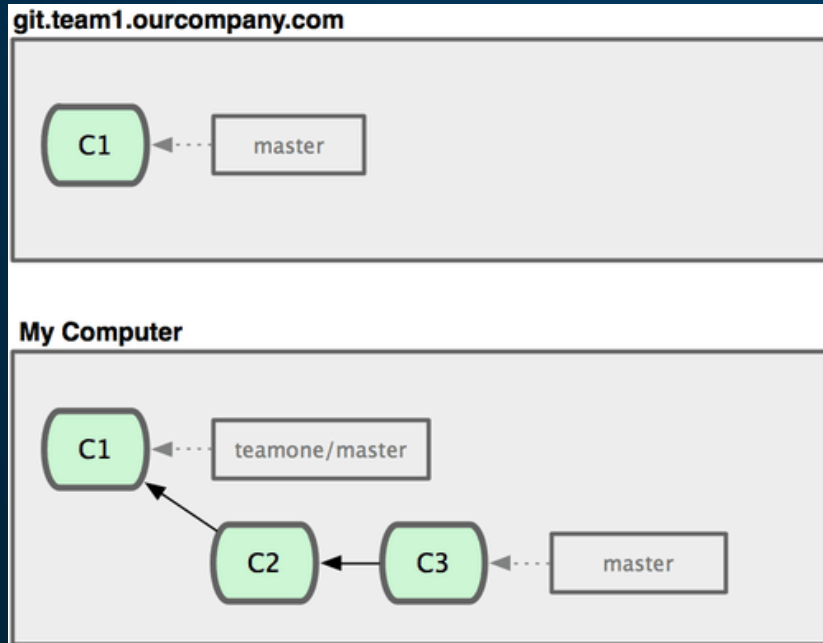 git.team1.ourcompany.com
C1
master
My Computer
C1
teamone/master
C2
C3
master